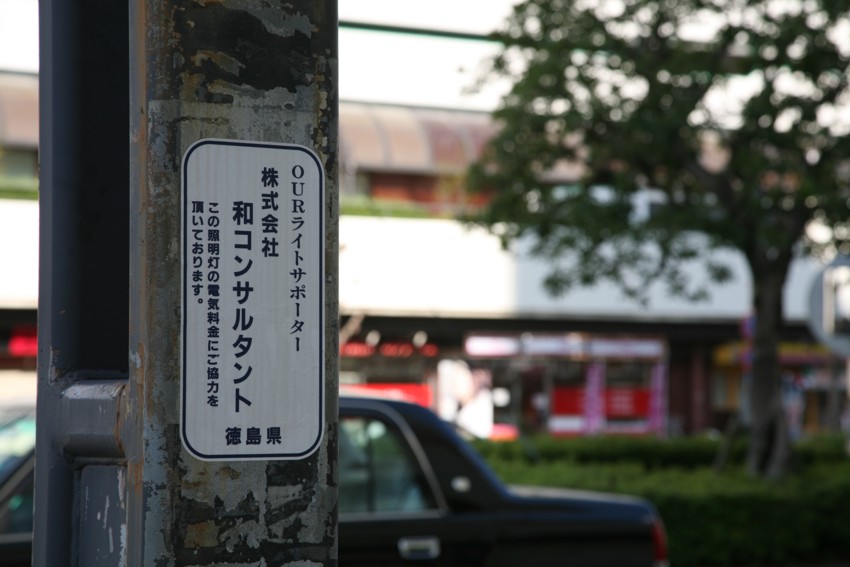 OURライトサポーター
株式会社
和コンサルタント
この照明灯の電気料金にご協力を
頂いております。
徳島県